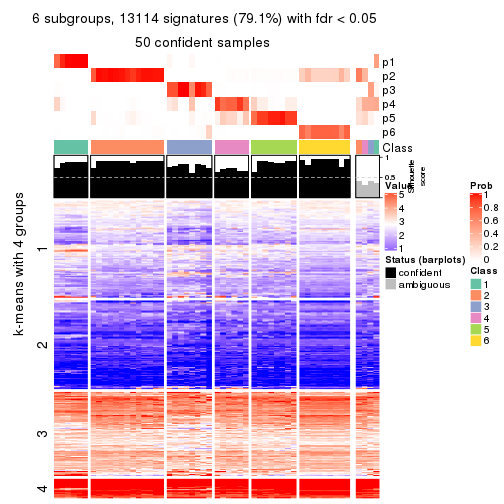 6 subgroups, 13114 signatures (79.1%) with fdr < 0.05
50 confident samples
p1
p2
p3
p4
p5
p6
Class
1
0.5
Silhouette
score
k-means with 4 groups
1
2
3
4
Value
5
4
3
2
1
Status (barplots)
confident
ambiguous
Prob
1
0.8
0.6
0.4
0.2
0
Class
1
2
3
4
5
6